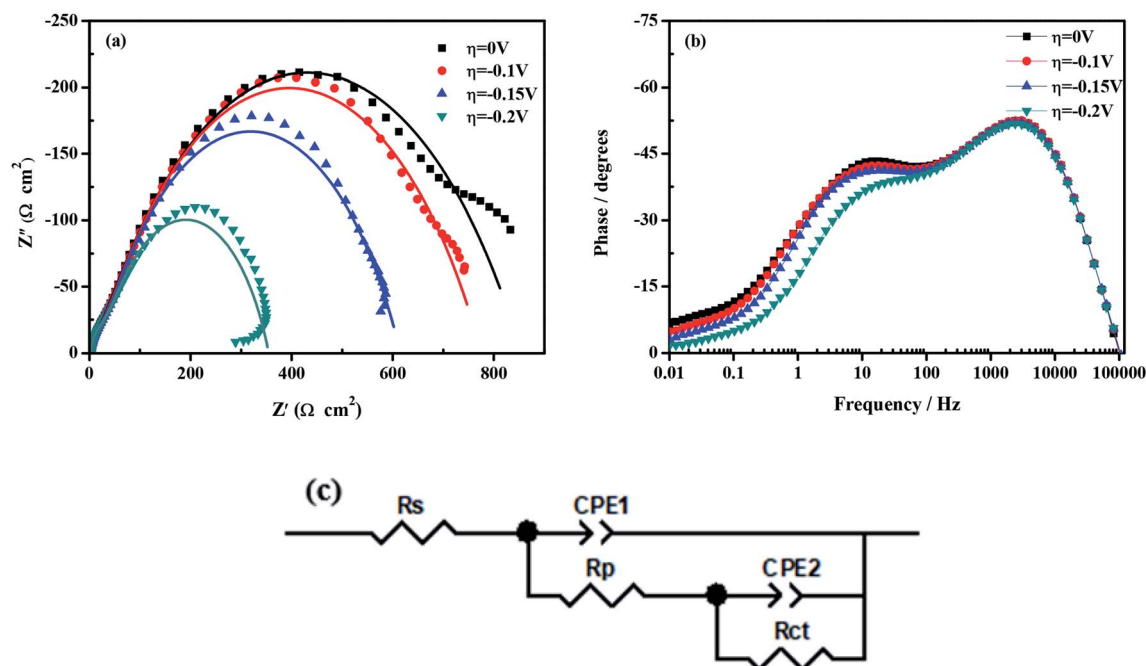 (a)
η=0V
η=-0.1V
η=-0.15V
η=-0.2V
-250
-200
-150
-100
-50
0
Z'' (Ω cm²)
0 200 400 600 800
Z' (Ω cm²)
(b)
η=0V
η=-0.1V
η=-0.15V
η=-0.2V
-75
-60
-45
-30
-15
0
Phase / degrees
0.01 0.1 1 10 100 1000 10000 100000
Frequency / Hz
(c)
Rs CPE1
Rp CPE2
Rct